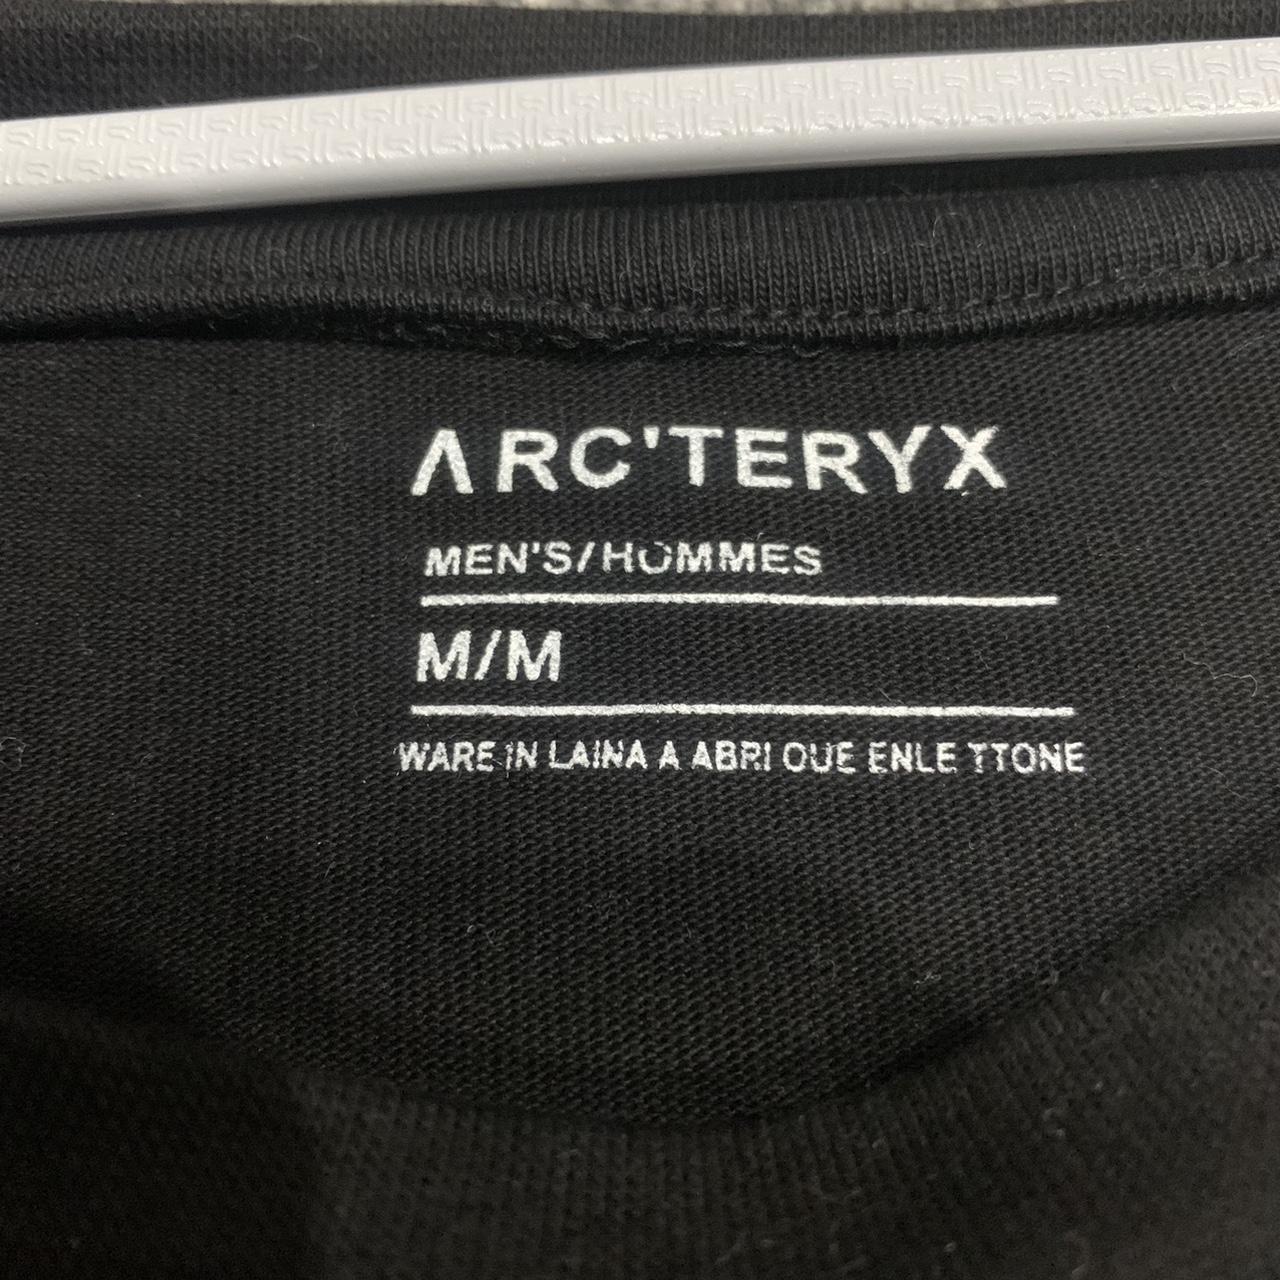 ARC'TERYX
MEN'S/HOMMES
M/M
WARE IN LAINA A ABRI OUE ENLE TTONE